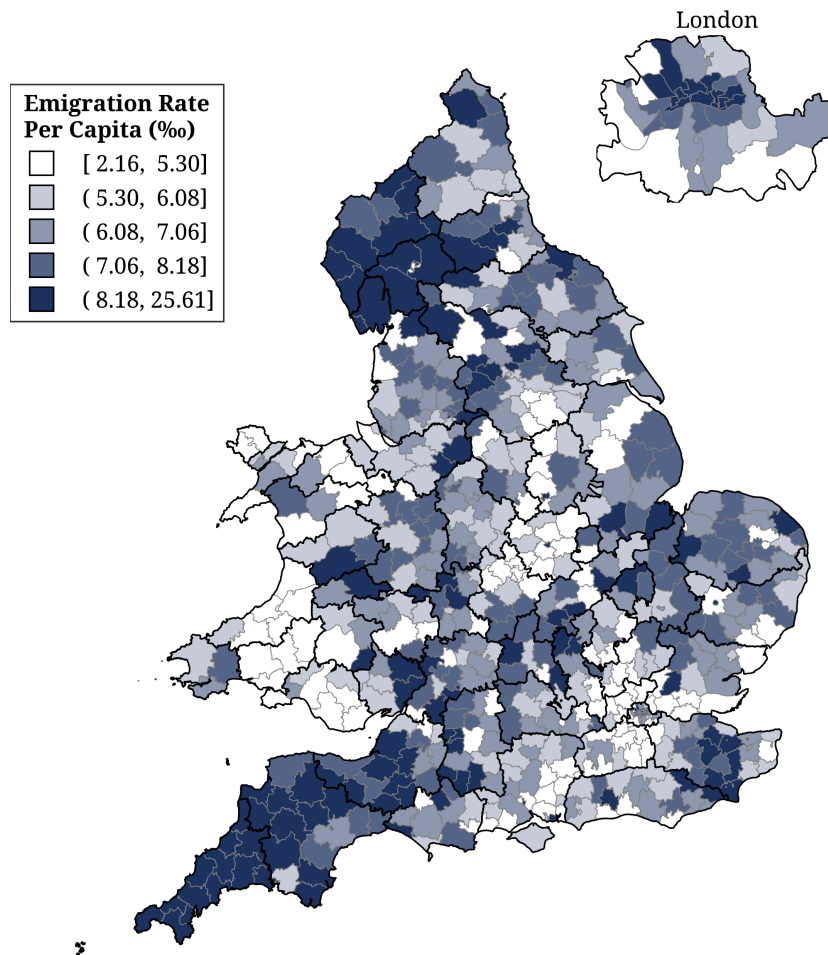 London
Emigration Rate
Per Capita (‰)
[ 2.16, 5.30]
( 5.30, 6.08]
( 6.08, 7.06]
( 7.06, 8.18]
( 8.18, 25.61]